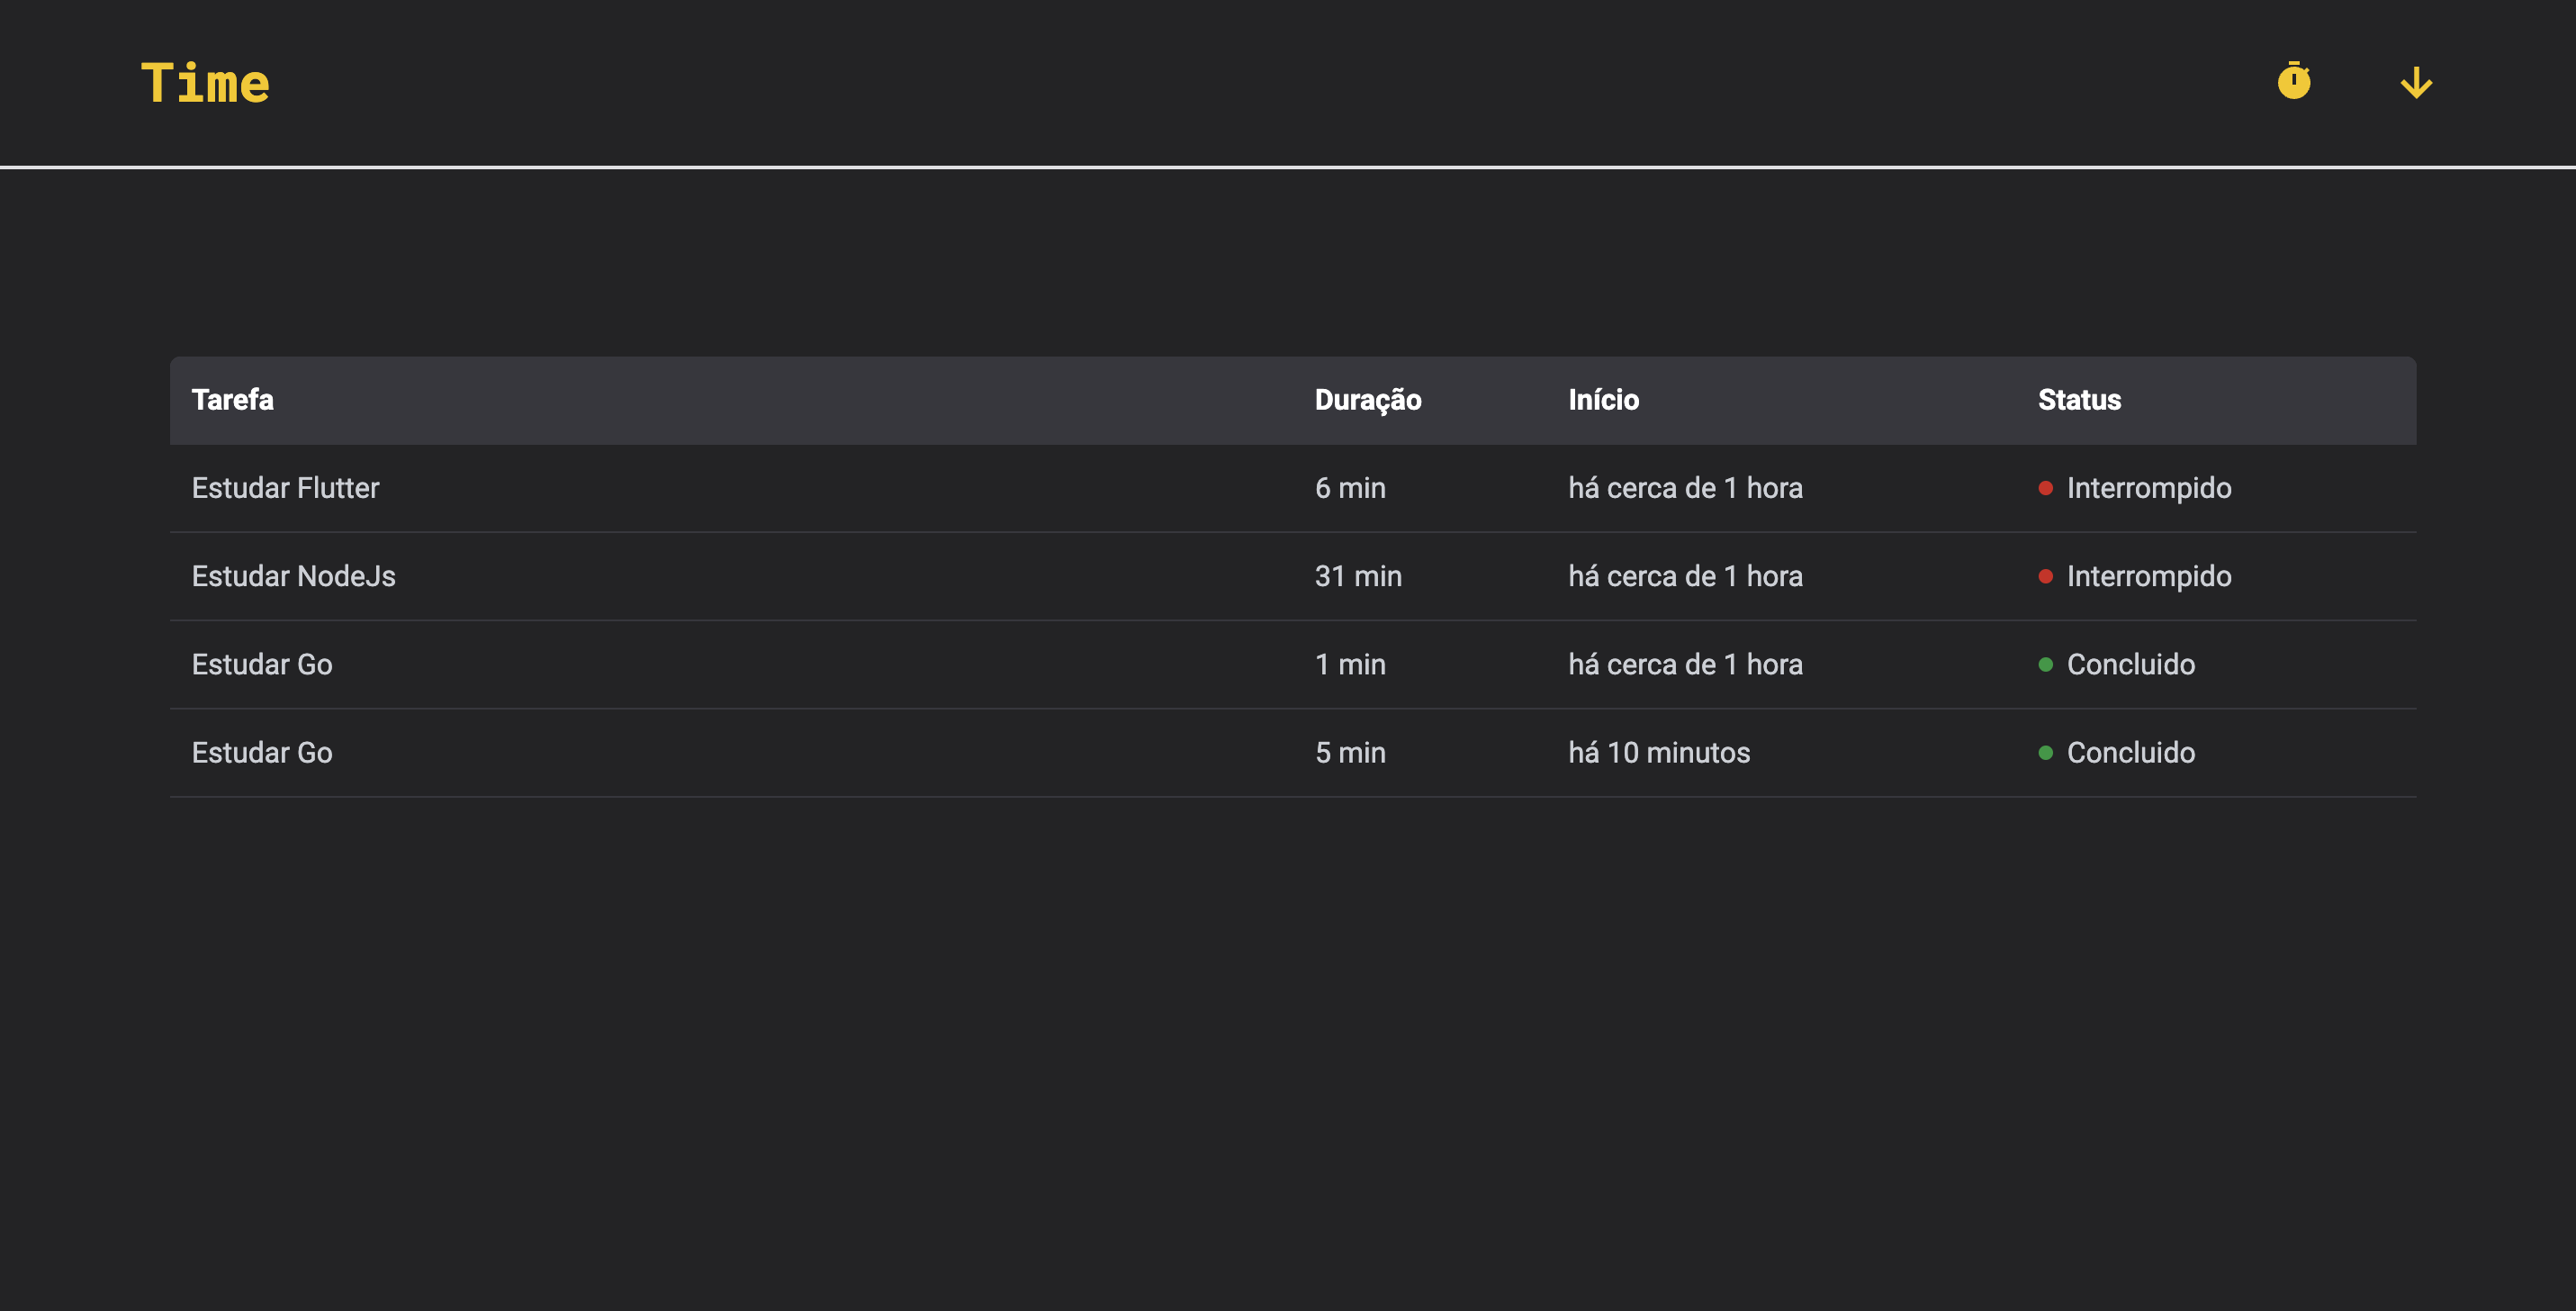 Time
Tarefa Duração Início Status
Estudar Flutter 6 min há cerca de 1 hora Interrompido
Estudar NodeJs 31 min há cerca de 1 hora Interrompido
Estudar Go 1 min há cerca de 1 hora Concluido
Estudar Go 5 min há 10 minutos Concluido